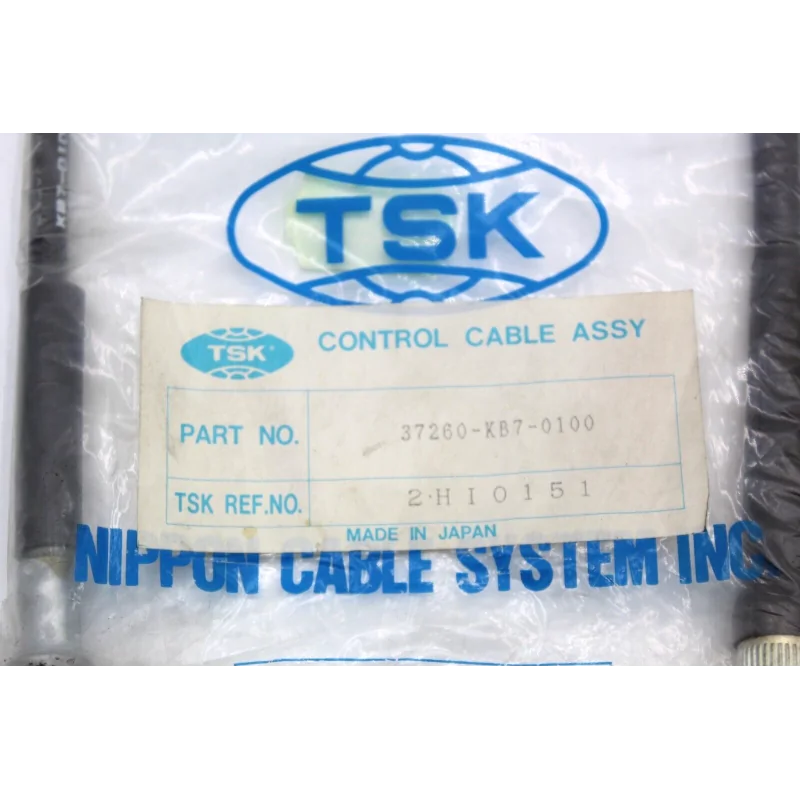 TSK
TSK
CONTROL CABLE ASSY
PART NO.
37260-KB7-0100
TSK REF.NO.
2·HI0151
MADE IN JAPAN
NIPPON CABLE SYSTEM INC.